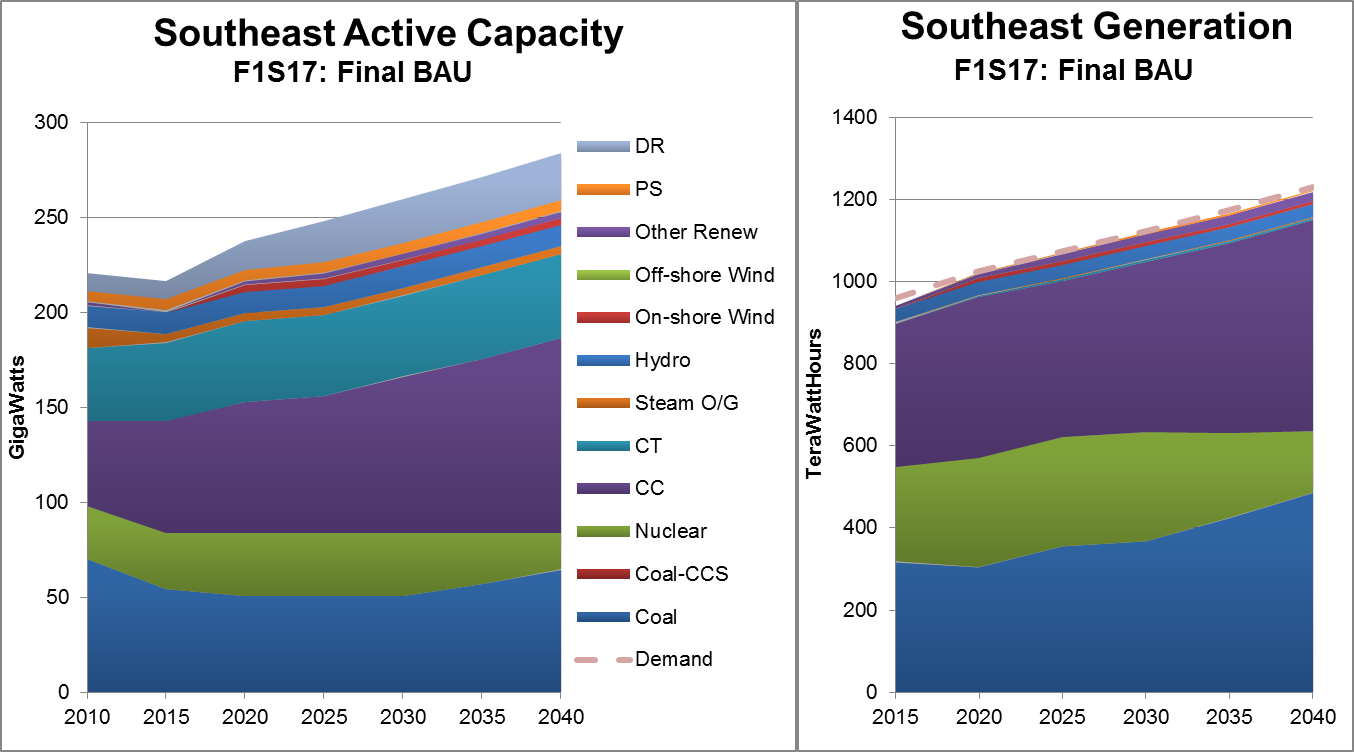 Southeast Active Capacity
F1S17: Final BAU
GigaWatts
300
250
200
150
100
50
0
2010 2015 2020 2025 2030 2035 2040
DR
PS
Other Renew
Off-shore Wind
On-shore Wind
Hydro
Steam O/G
CT
CC
Nuclear
Coal-CCS
Coal
Demand
Southeast Generation
F1S17: Final BAU
TeraWattHours
1400
1200
1000
800
600
400
200
0
2015 2020 2025 2030 2035 2040